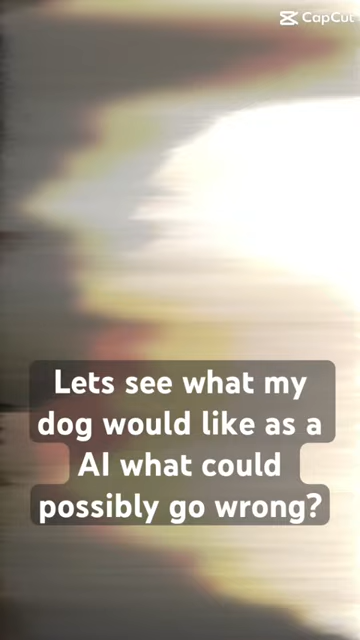 CapCut
Lets see what my
dog would like as a
AI what could
possibly go wrong?